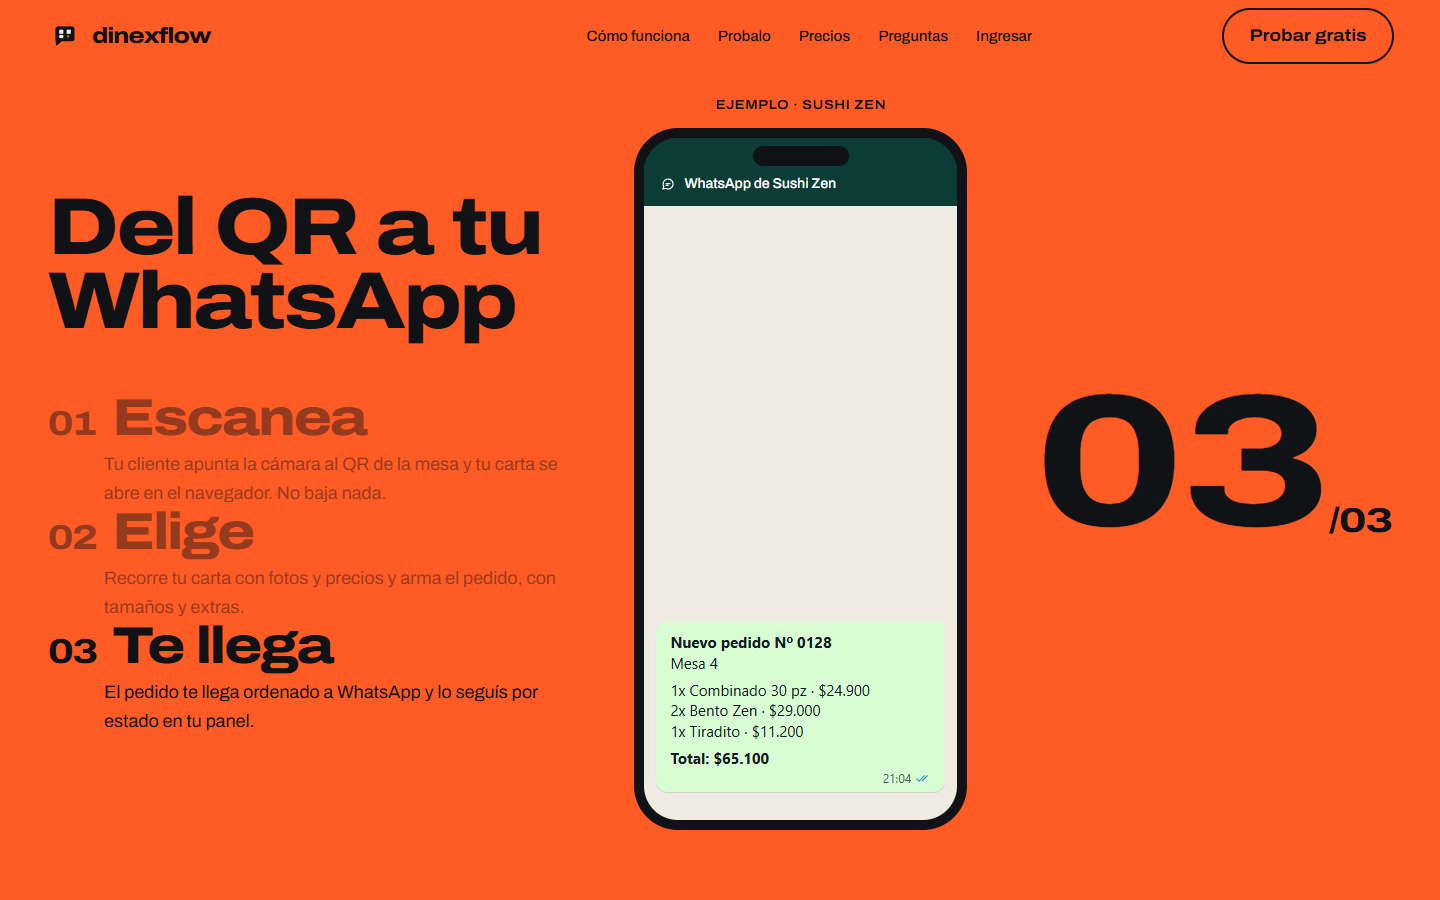 dinexflow
Cómo funciona
Probalo
Precios
Preguntas
Ingresar
Probar gratis
Del QR a tu
WhatsApp
01 Escanea
Tu cliente apunta la cámara al QR de la mesa y tu carta se
abre en el navegador. No baja nada.
02 Elige
Recorre tu carta con fotos y precios y arma el pedido, con
tamaños y extras.
03 Te llega
El pedido te llega ordenado a WhatsApp y lo seguís por
estado en tu panel.
EJEMPLO · SUSHI ZEN
WhatsApp de Sushi Zen
Nuevo pedido Nº 0128
Mesa 4
1x Combinado 30 pz · $24.900
2x Bento Zen · $29.000
1x Tiradito · $11.200
Total: $65.100
21:04
03/03